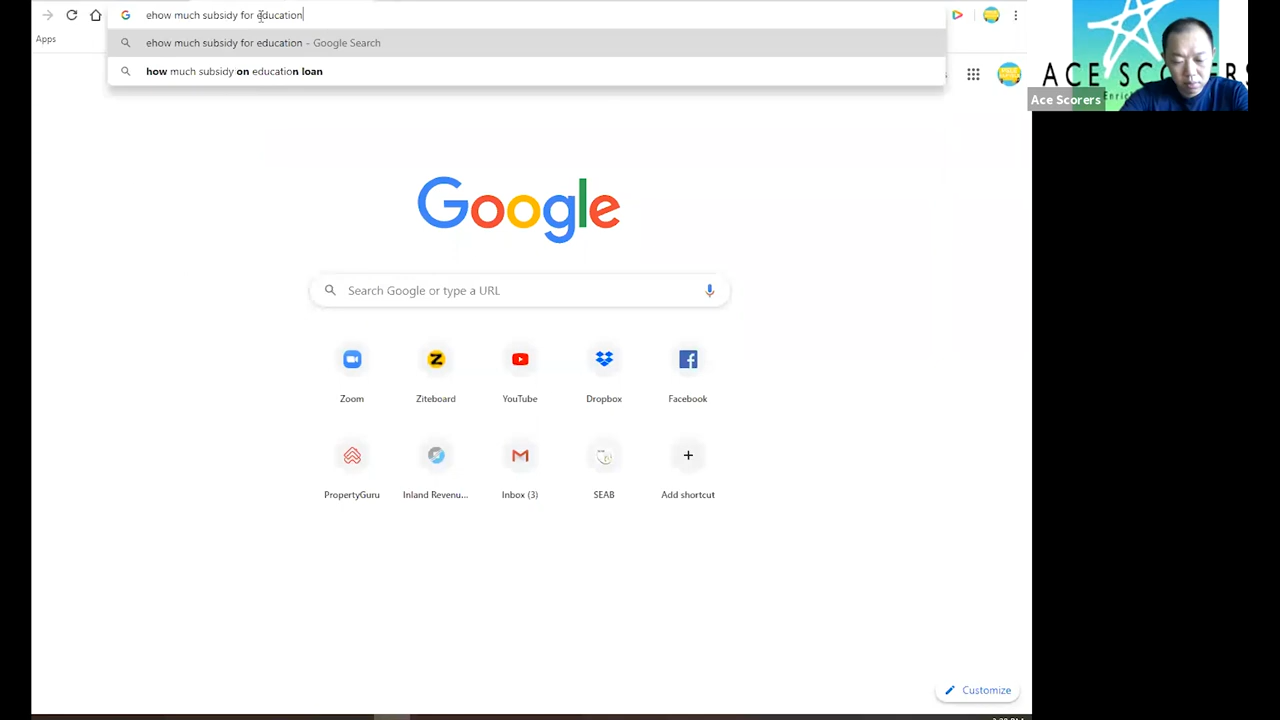 ehow much subsidy for education
Apps
ehow much subsidy for education - Google Search
how much subsidy on education loan
ACE SCORERS
Enric
Ace Scorers
Google
Search Google or type a URL
Zoom
Ziteboard
YouTube
Dropbox
Facebook
PropertyGuru
Inland Revenu...
Inbox (3)
SEAB
Add shortcut
Customize